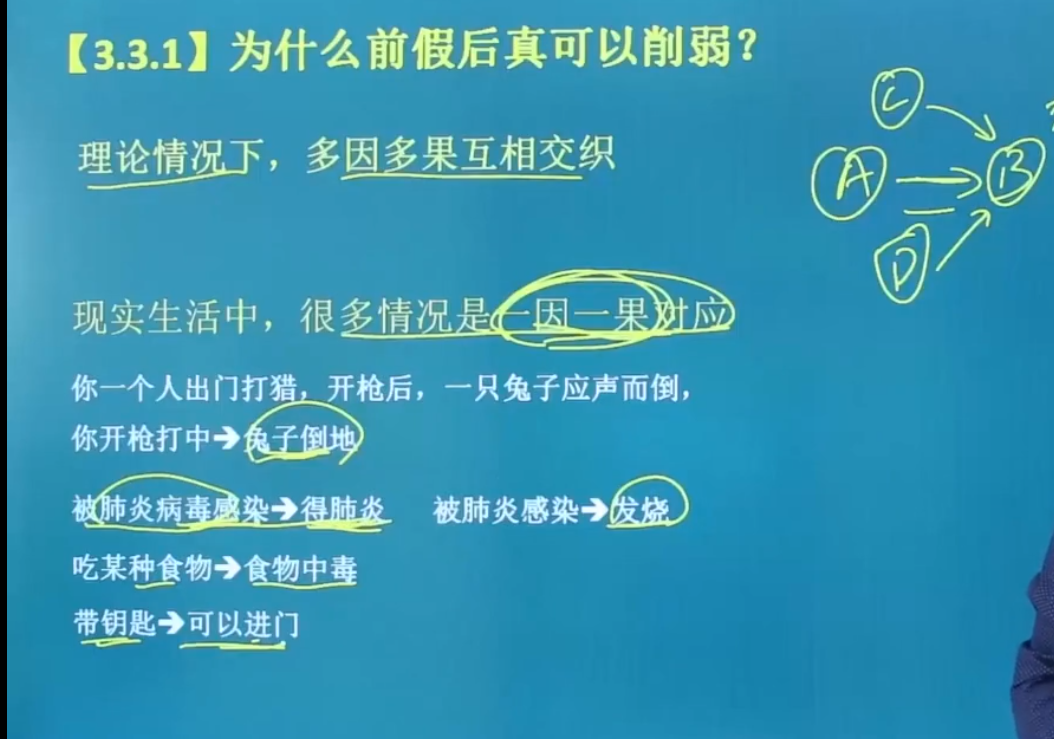 【3.3.1】为什么前假后真可以削弱？
C
A
B
D
理论情况下，多因多果互相交织
现实生活中，很多情况是一因一果对应
你一个人出门打猎，开枪后，一只兔子应声而倒，
你开枪打中→兔子倒地
被肺炎病毒感染→得肺炎 被肺炎感染→发烧
吃某种食物→食物中毒
带钥匙→可以进门